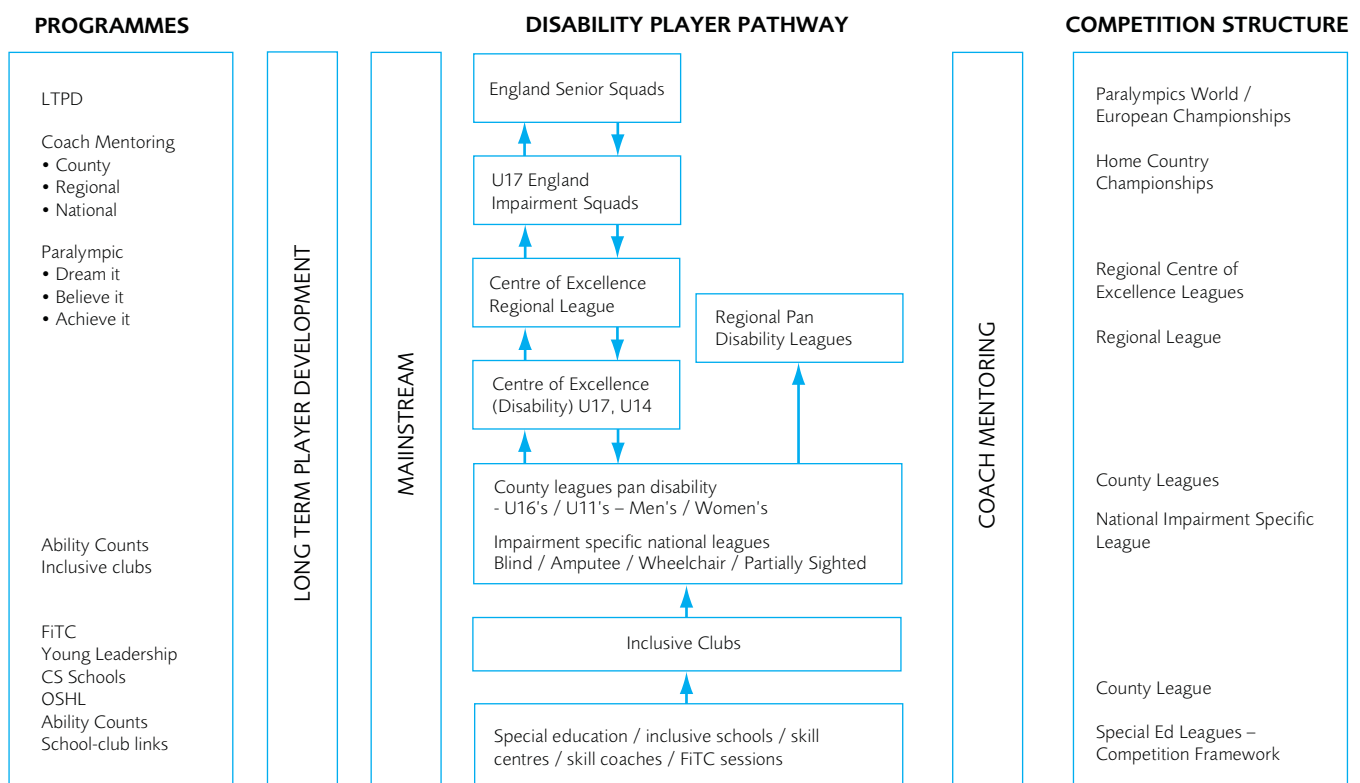 PROGRAMMES
LTPD
Coach Mentoring
• County
• Regional
• National
Paralympic
• Dream it
• Believe it
• Achieve it
Ability Counts
Inclusive clubs
FiTC
Young Leadership
CS Schools
OSHL
Ability Counts
School-club links
LONG TERM PLAYER DEVELOPMENT
MAIINSTREAM
DISABILITY PLAYER PATHWAY
England Senior Squads
U17 England
Impairment Squads
Centre of Excellence
Regional League
Regional Pan
Disability Leagues
Centre of Excellence
(Disability) U17, U14
County leagues pan disability
- U16's / U11's – Men's / Women's
Impairment specific national leagues
Blind / Amputee / Wheelchair / Partially Sighted
Inclusive Clubs
Special education / inclusive schools / skill
centres / skill coaches / FiTC sessions
COACH MENTORING
COMPETITION STRUCTURE
Paralympics World /
European Championships
Home Country
Championships
Regional Centre of
Excellence Leagues
Regional League
County Leagues
National Impairment Specific
League
County League
Special Ed Leagues –
Competition Framework